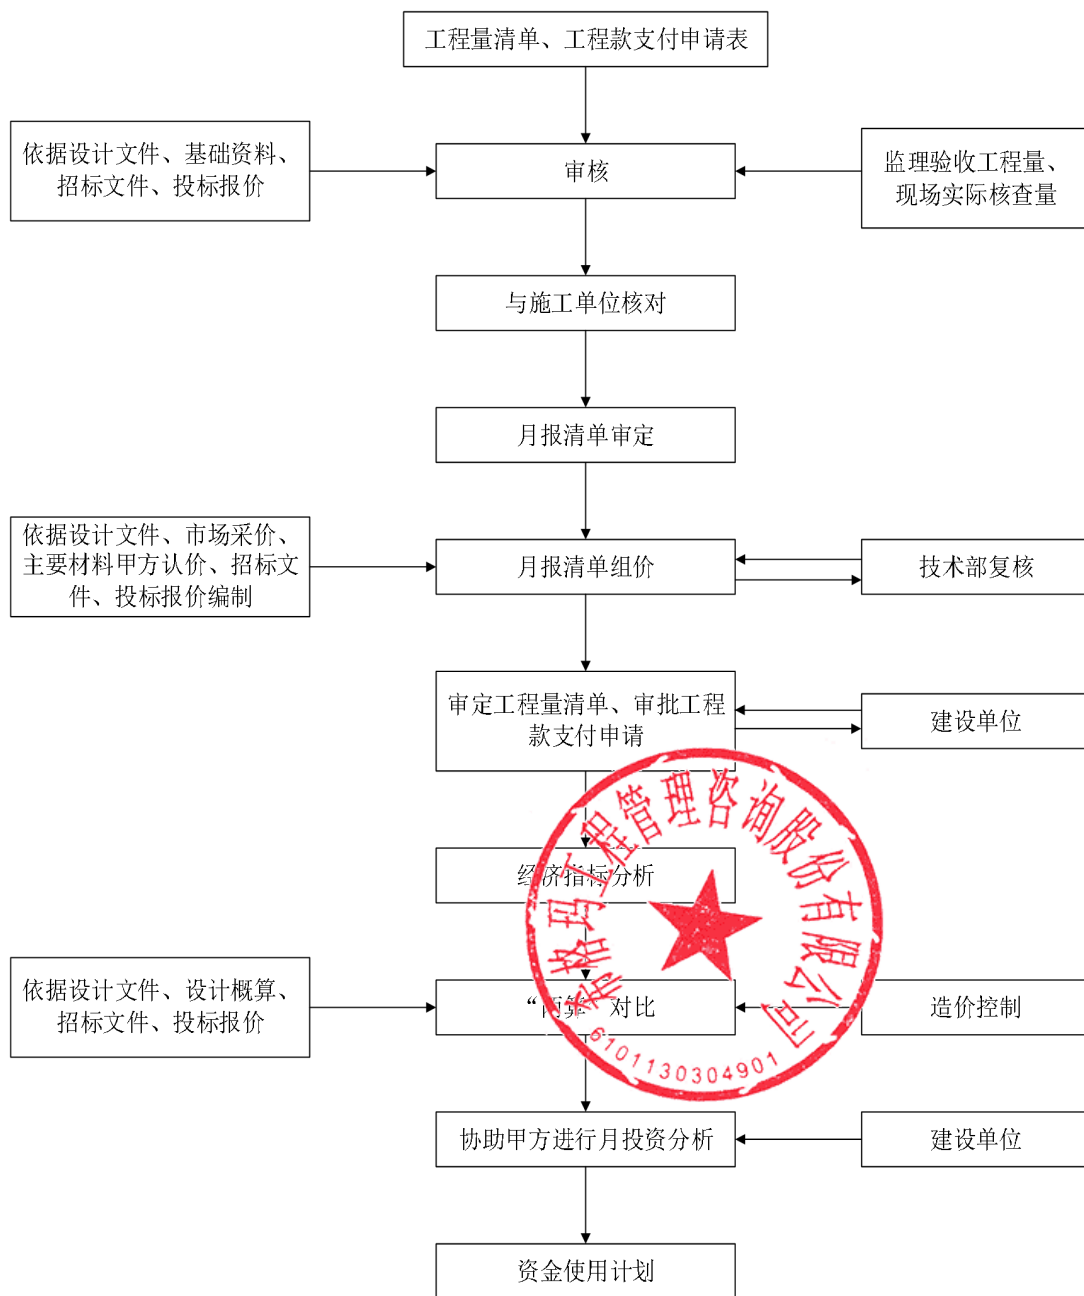 工程量清单、工程款支付申请表
依据设计文件、基础资料、
招标文件、投标报价
审核
监理验收工程量、
现场实际核查量
与施工单位核对
月报清单审定
依据设计文件、市场采价、
主要材料甲方认价、招标文
件、投标报价编制
月报清单组价
技术部复核
审定工程量清单、审批工程
款支付申请
建设单位
经济指标分析
依据设计文件、设计概算、
招标文件、投标报价
“两算”对比
造价控制
协助甲方进行月投资分析
建设单位
资金使用计划
希格玛工程管理咨询股份有限公司
6101130304901